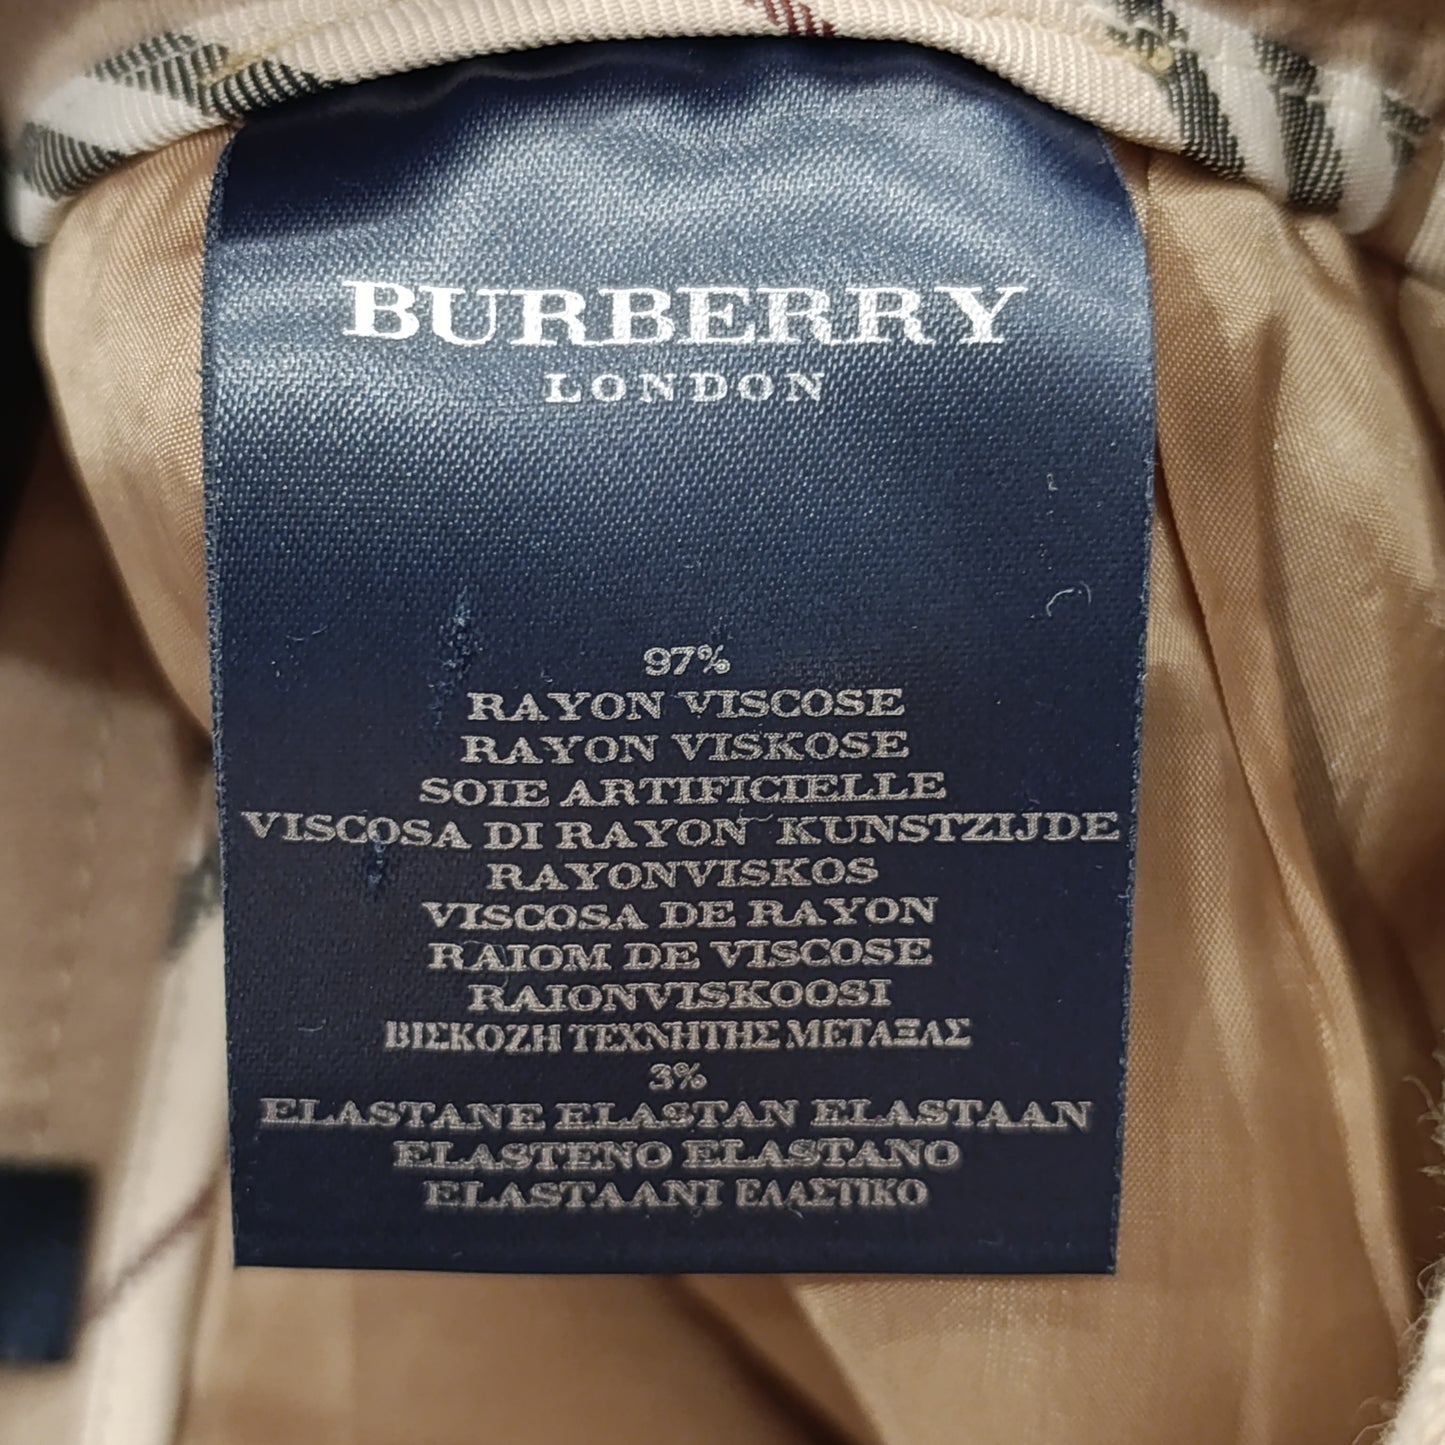 BURBERRY
LONDON
97%
RAYON VISCOSE
RAYON VISKOSE
SOIE ARTIFICIELLE
VISCOSA DI RAYON KUNSTZIJDE
RAYONVISKOS
VISCOSA DE RAYON
RAIOM DE VISCOSE
RAIONVISKOOSI
ΒΙΣΚΟΖΗ ΤΕΧΝΗΤΗΣ ΜΕΤΑΞΑΣ
3%
ELASTANE ELASTAN ELASTAAN
ELASTENO ELASTANO
ELASTAANI ΕΛΑΣΤΙΚΟ